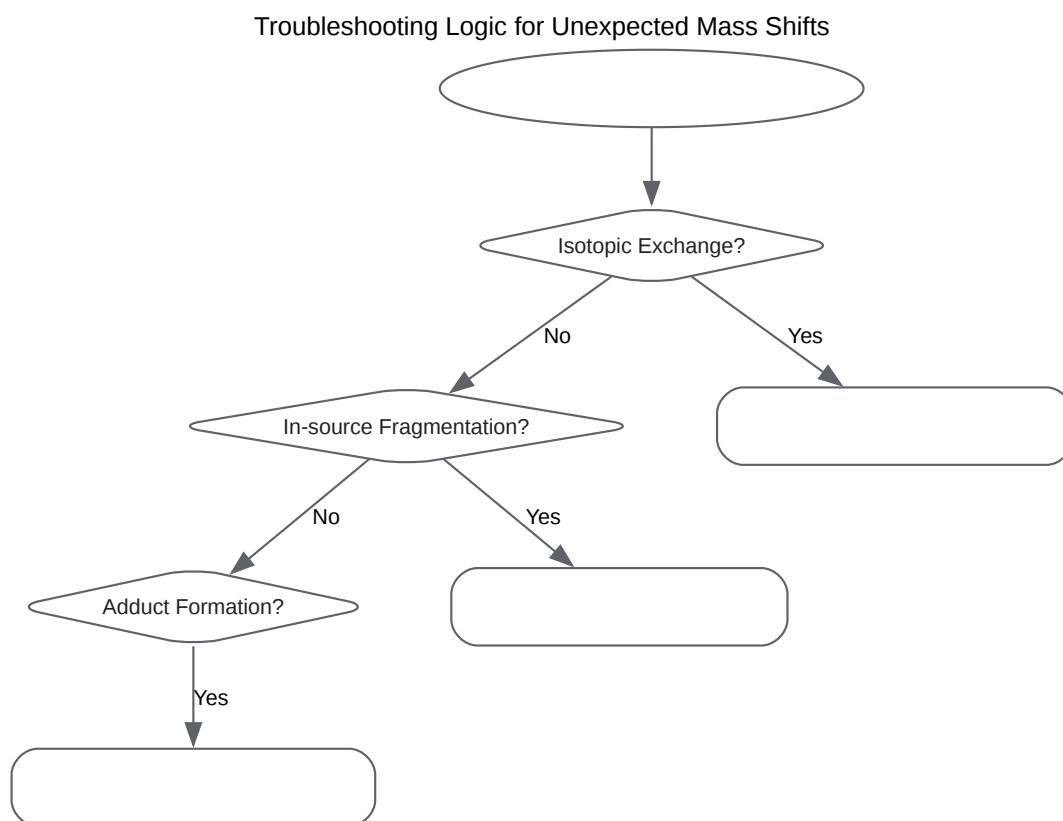 Troubleshooting Logic for Unexpected Mass Shifts
Isotopic Exchange?
No
Yes
In-source Fragmentation?
No
Yes
Adduct Formation?
Yes